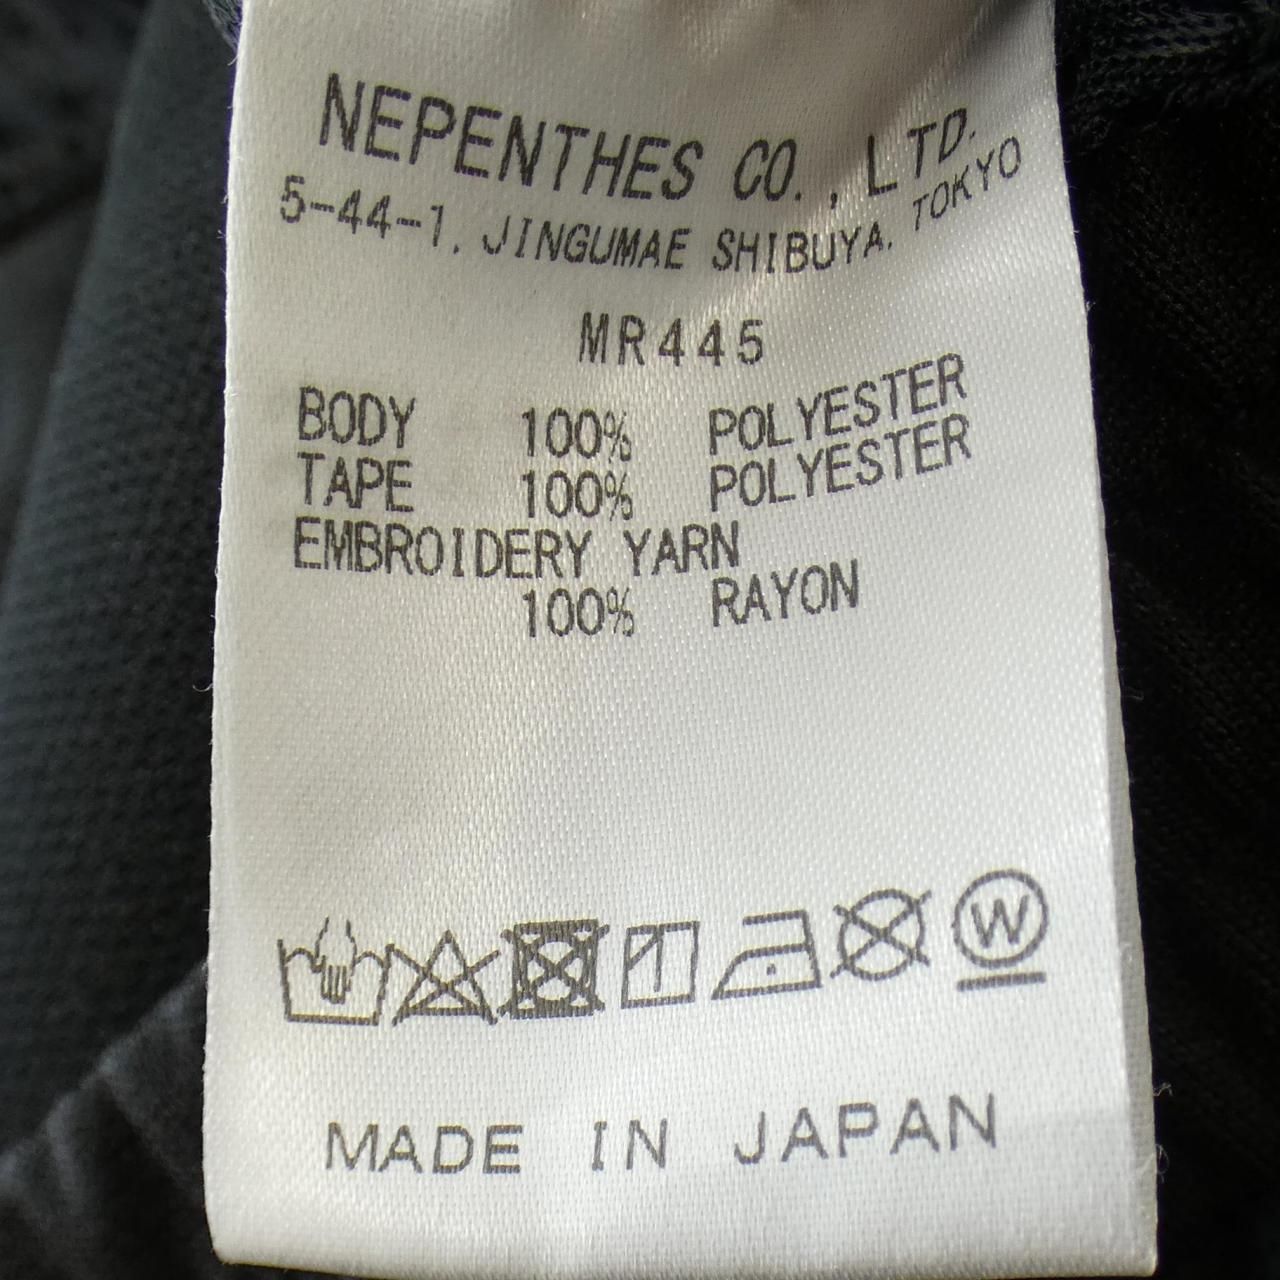 NEPENTHES CO., LTD.
5-44-1, JINGUMAE SHIBUYA, TOKYO
MR445
BODY 100% POLYESTER
TAPE 100% POLYESTER
EMBROIDERY YARN
100% RAYON
W
MADE IN JAPAN